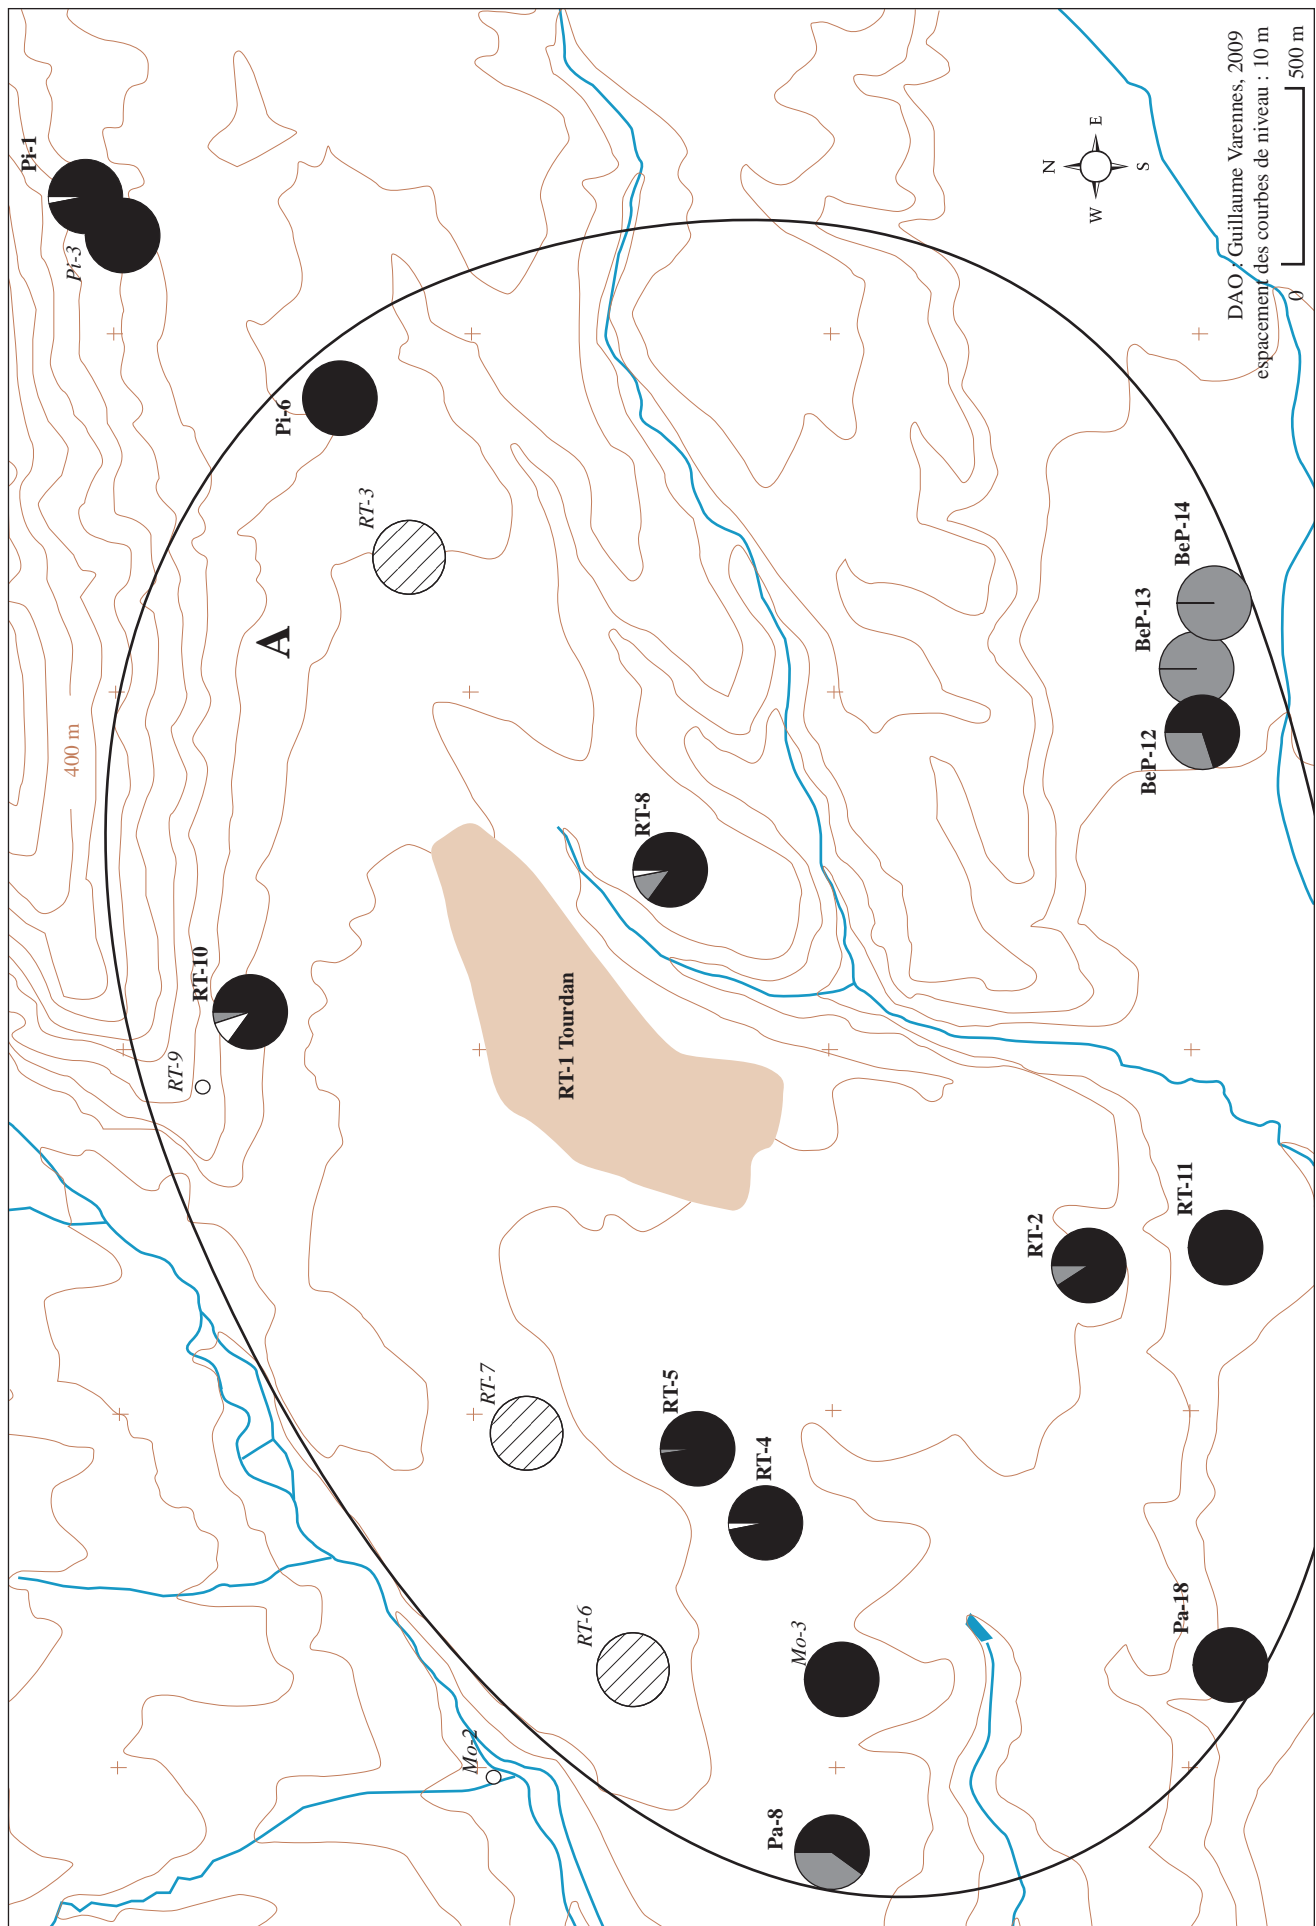 Pi-1
Pi-3
Pi-6
RT-3
A
400 m
RT-10
RT-9
RT-8
RT-1 Tourdan
BeP-14
BeP-13
BeP-12
RT-11
RT-2
RT-7
RT-5
RT-4
RT-6
Mo-3
Mo-2
Pa-18
Pa-8
N
E
S
W
DAO : Guillaume Varennes, 2009
espacement des courbes de niveau : 10 m
0
500 m